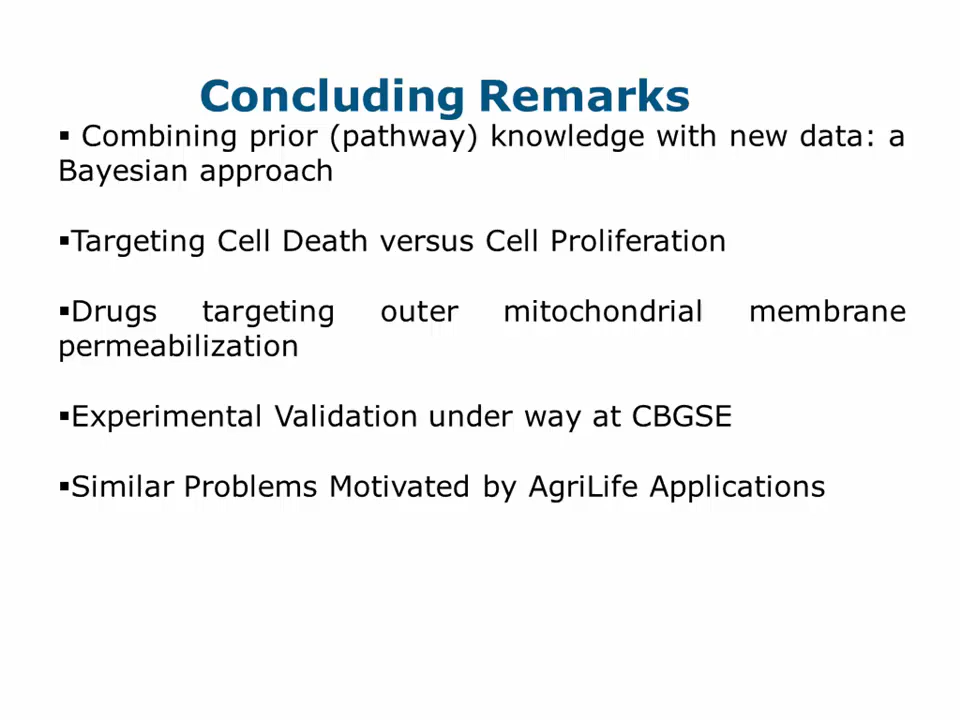 Concluding Remarks
▪ Combining prior (pathway) knowledge with new data: a
Bayesian approach
▪Targeting Cell Death versus Cell Proliferation
▪Drugs targeting outer mitochondrial membrane
permeabilization
▪Experimental Validation under way at CBGSE
▪Similar Problems Motivated by AgriLife Applications